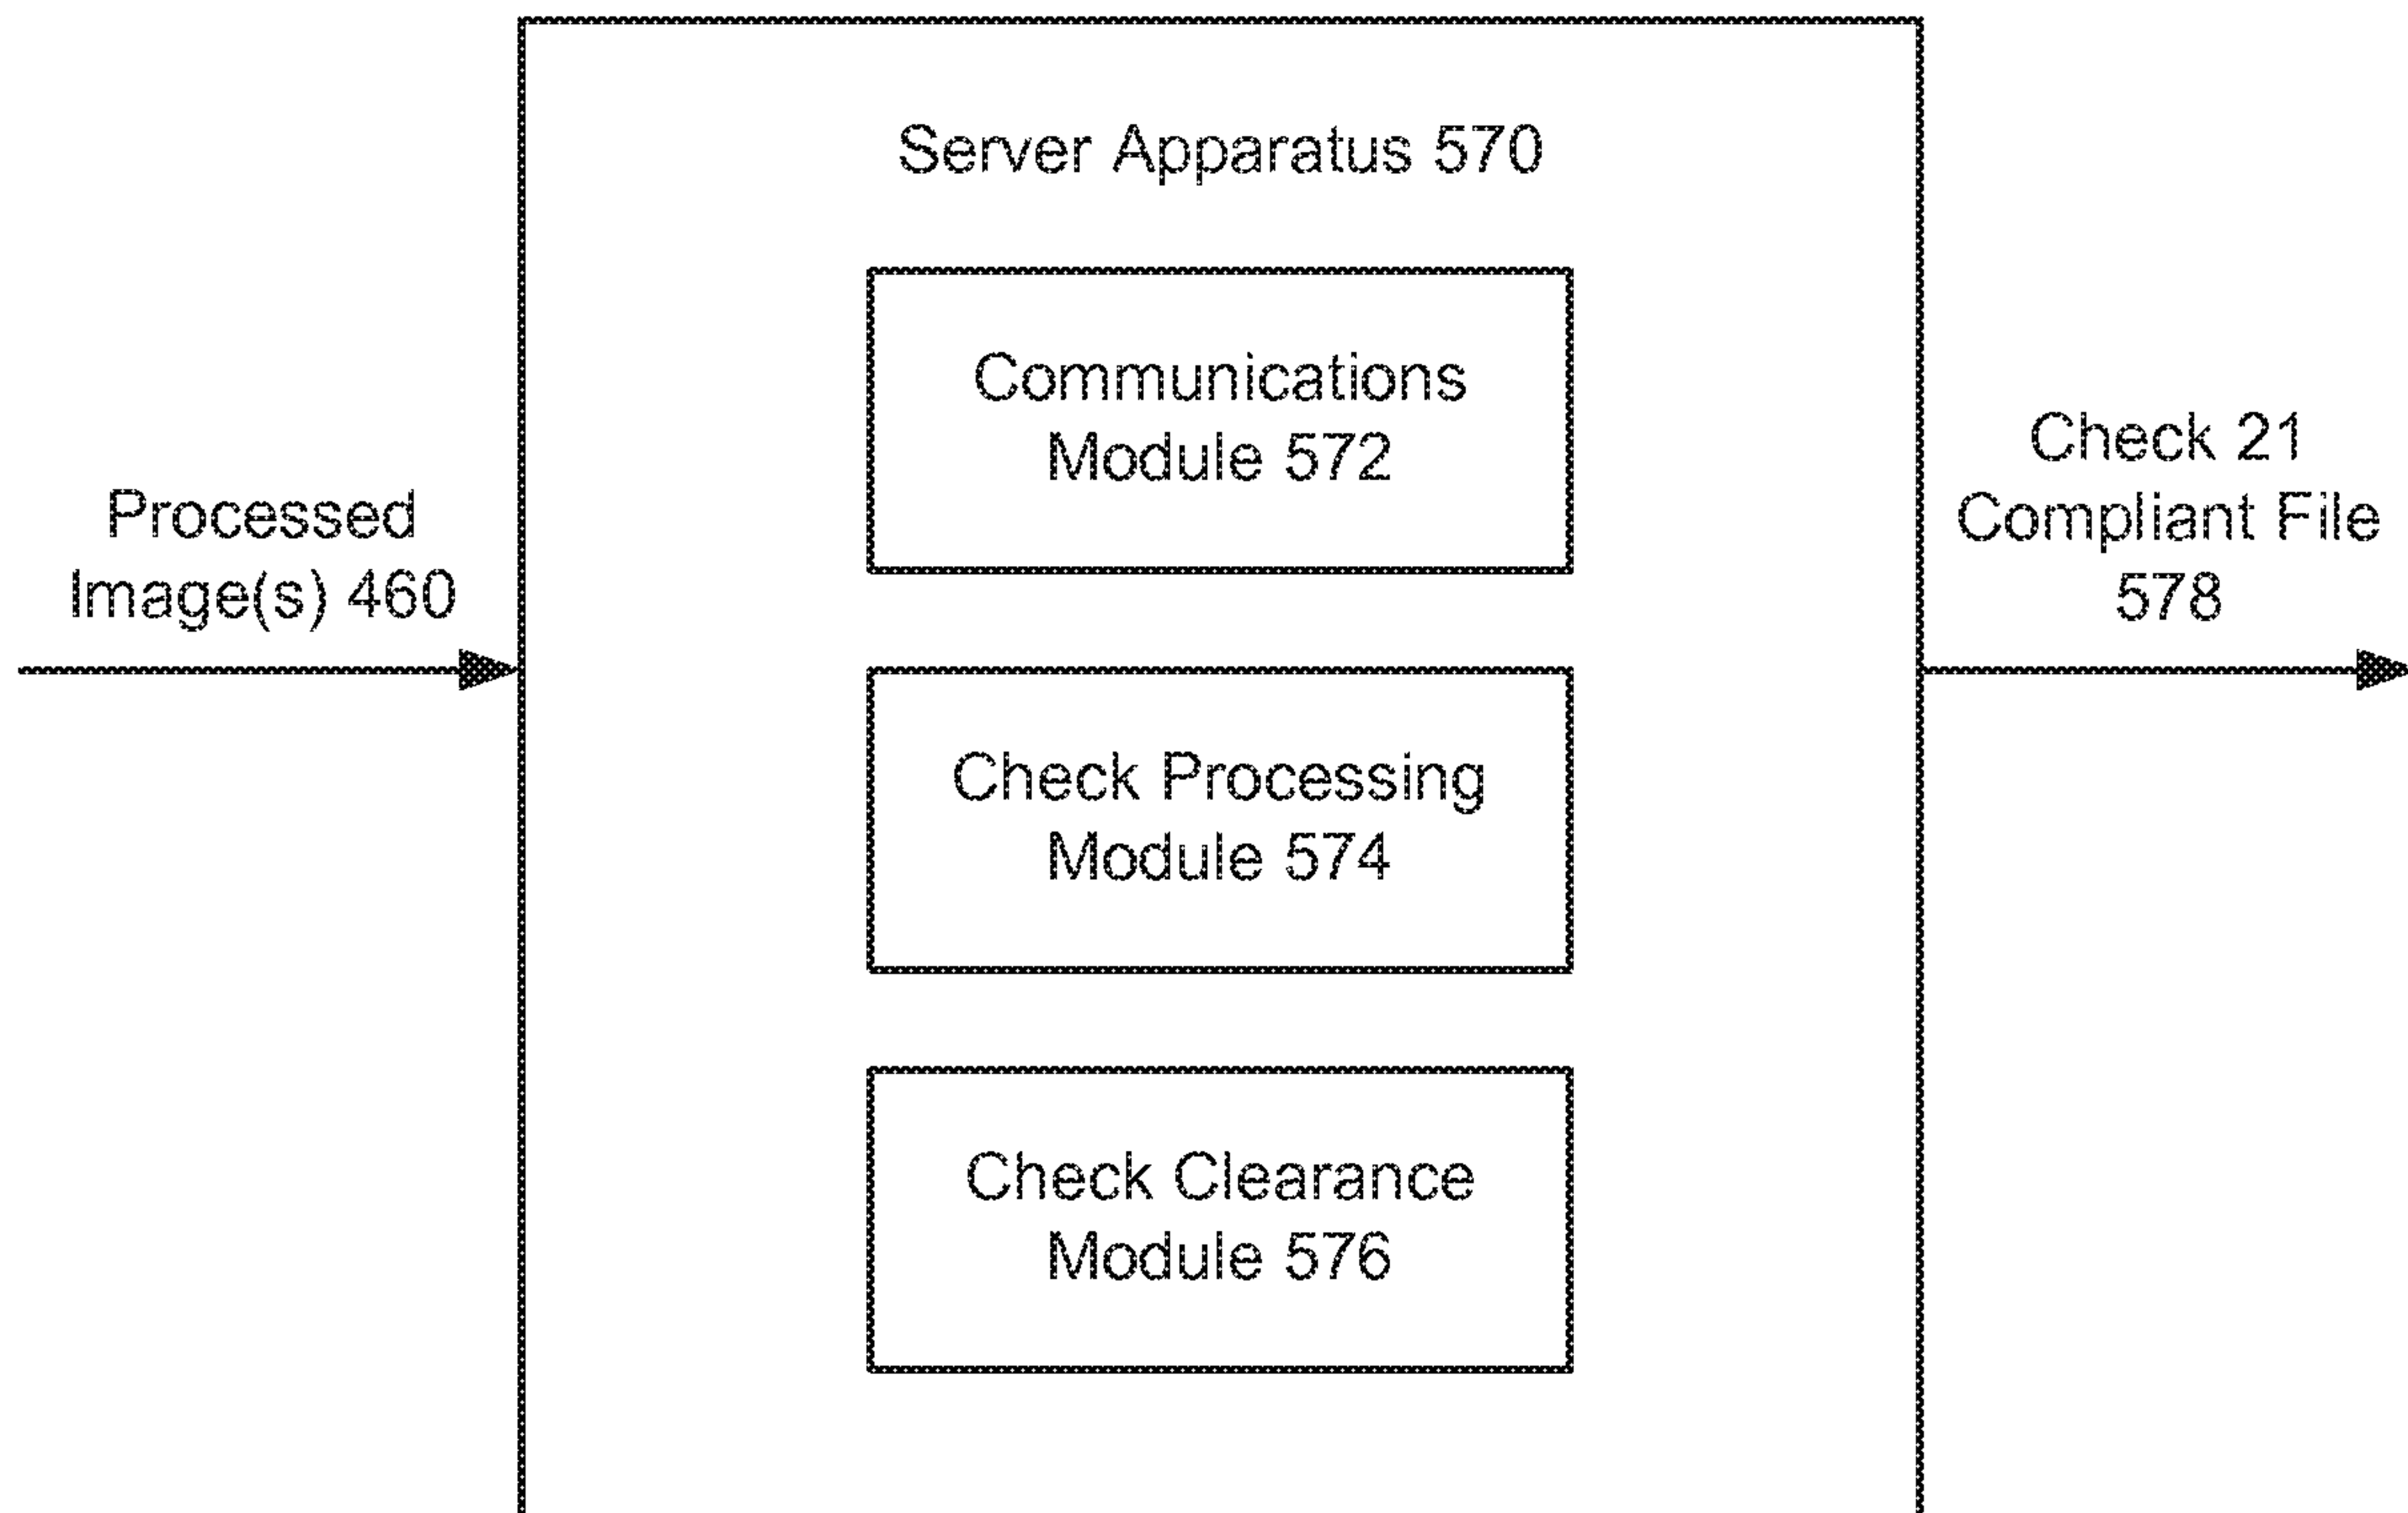 Server Apparatus 570
Communications
Module 572
Processed
Image(s) 460
Check 21
Compliant File
578
Check Processing
Module 574
Check Clearance
Module 576